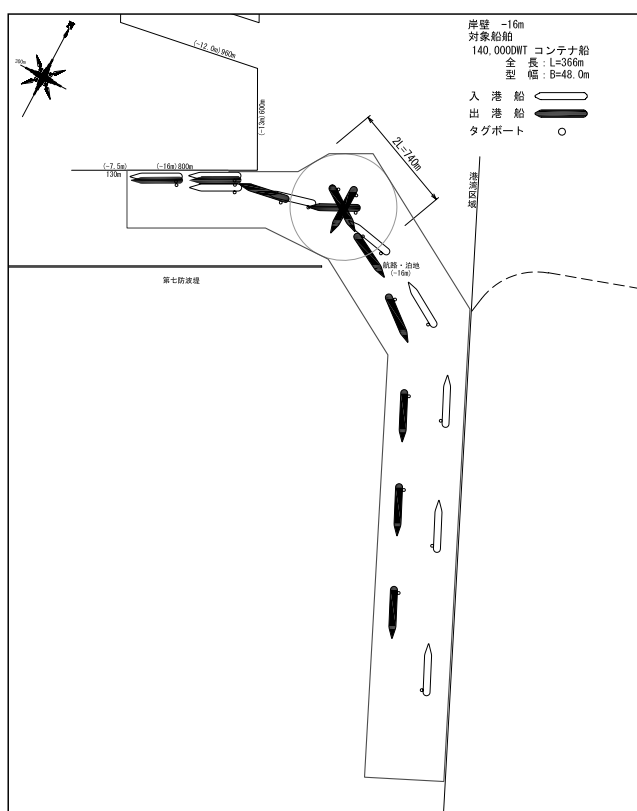 岸壁 -16m
対象船舶
140,000DWT コンテナ船
全 長：L=366m
型 幅：B=48.0m
入 港 船
出 港 船
タグボート
(-12.0m)960m
(-13m)600m
2L=740m
港湾区域
(-7.5m)
130m
(-16m)800m
航路・泊地
(-16m)
第七防波堤